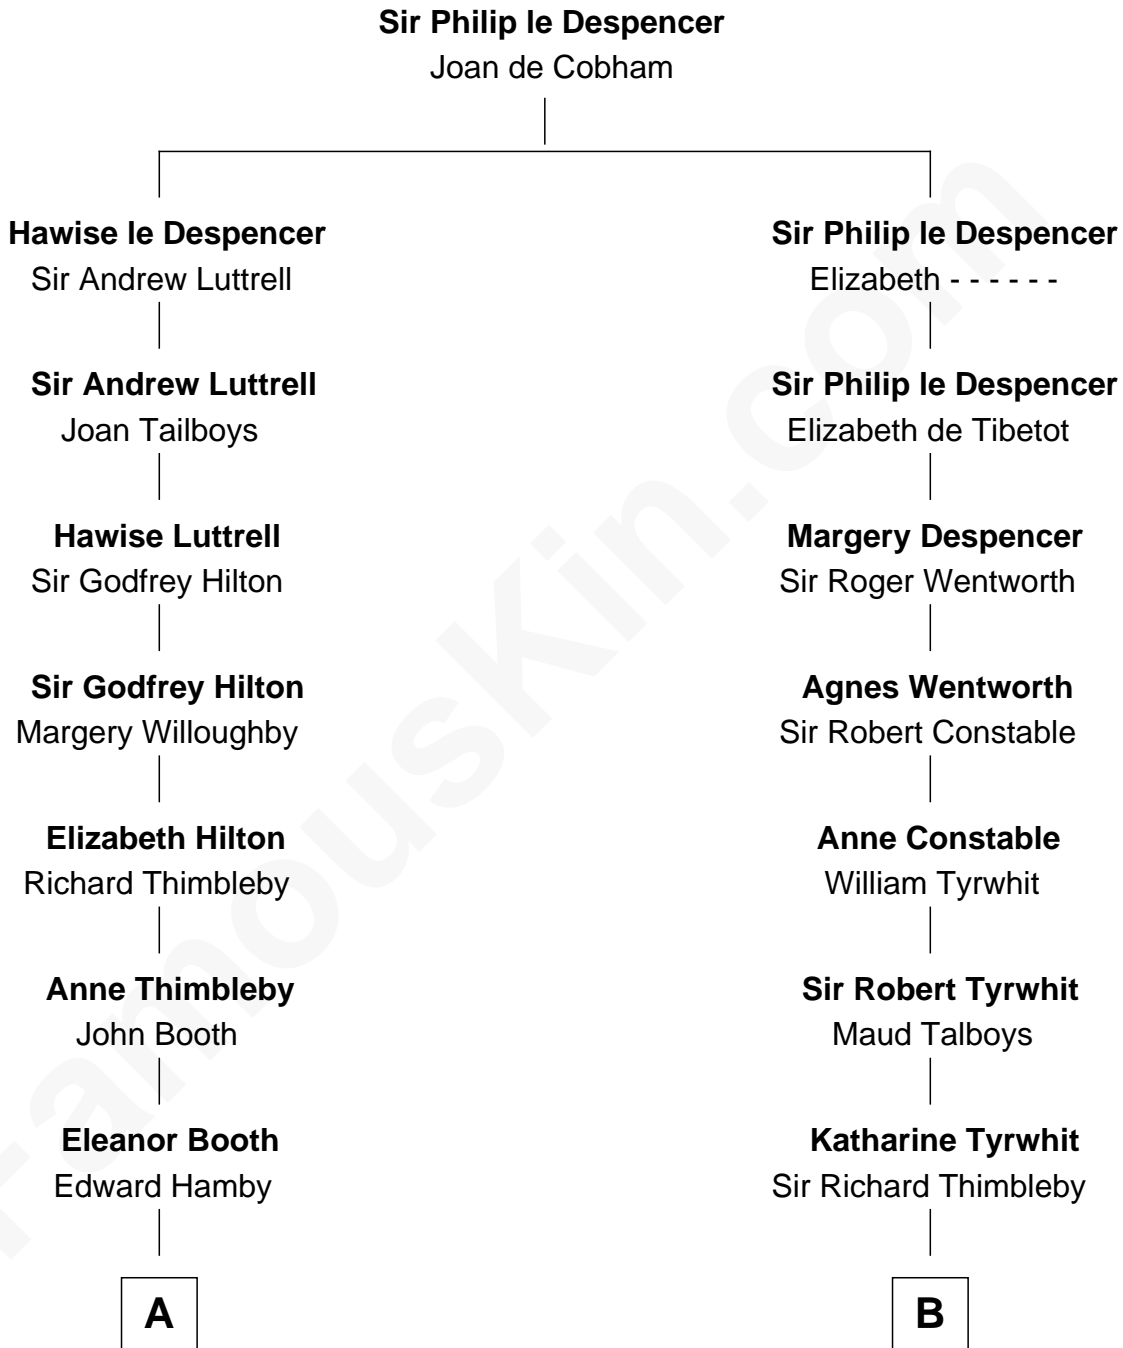 Sir Philip le Despencer
Joan de Cobham
Hawise le Despencer
Sir Andrew Luttrell
Sir Philip le Despencer
Elizabeth - - - - - -
Sir Andrew Luttrell
Joan Tailboys
Sir Philip le Despencer
Elizabeth de Tibetot
Hawise Luttrell
Sir Godfrey Hilton
Margery Despencer
Sir Roger Wentworth
Sir Godfrey Hilton
Margery Willoughby
Agnes Wentworth
Sir Robert Constable
Elizabeth Hilton
Richard Thimbleby
Anne Constable
William Tyrwhit
Anne Thimbleby
John Booth
Sir Robert Tyrwhit
Maud Talboys
Eleanor Booth
Edward Hamby
Katharine Tyrwhit
Sir Richard Thimbleby
A
B
FamousKin.com